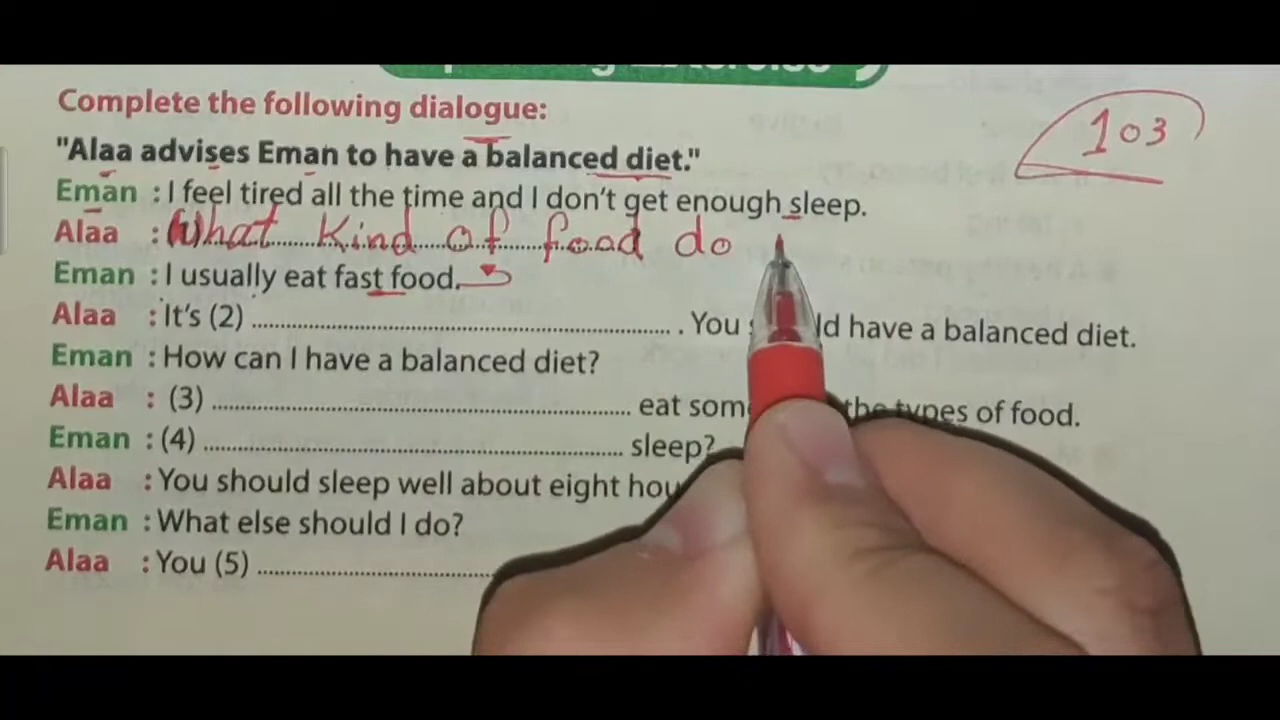 Complete the following dialogue:
103
"Alaa advises Eman to have a balanced diet."
Eman : I feel tired all the time and I don't get enough sleep.
Alaa : (1) What kind of food do
Eman : I usually eat fast food.
Alaa : It's (2) ........................................ . You have a balanced diet.
Eman : How can I have a balanced diet?
Alaa : (3) ........................................ eat the types of food.
Eman : (4) ........................................ sleep?
Alaa : You should sleep well about eight
Eman : What else should I do?
Alaa : You (5) ........................................